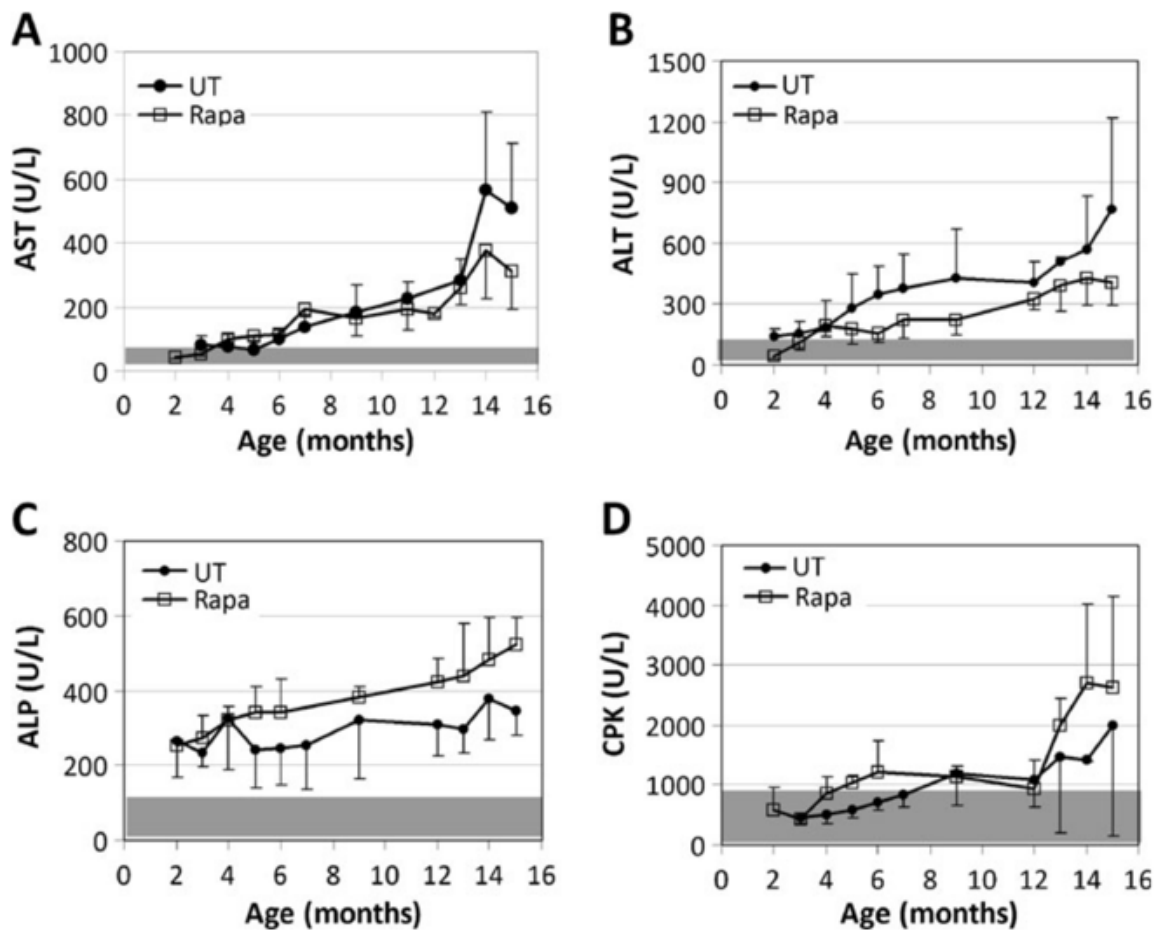 A
1000
800
600
400
200
0
AST (U/L)
UT
Rapa
0 2 4 6 8 10 12 14 16
Age (months)
B
1500
1200
900
600
300
0
ALT (U/L)
UT
Rapa
0 2 4 6 8 10 12 14 16
Age (months)
C
800
600
400
200
0
ALP (U/L)
UT
Rapa
0 2 4 6 8 10 12 14 16
Age (months)
D
5000
4000
3000
2000
1000
0
CPK (U/L)
UT
Rapa
0 2 4 6 8 10 12 14 16
Age (months)